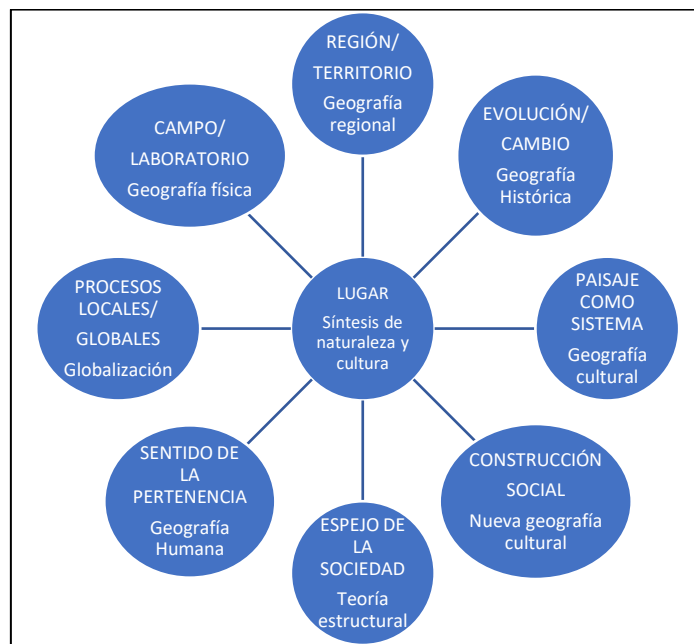 REGIÓN/
TERRITORIO
Geografía
regional
EVOLUCIÓN/
CAMBIO
Geografía
Histórica
PAISAJE
COMO
SISTEMA
Geografía
cultural
CONSTRUCCIÓN
SOCIAL
Nueva geografía
cultural
ESPEJO DE
LA
SOCIEDAD
Teoría
estructural
SENTIDO DE
LA
PERTENENCIA
Geografía
Humana
PROCESOS
LOCALES/
GLOBALES
Globalización
CAMPO/
LABORATORIO
Geografía física
LUGAR
Síntesis de
naturaleza y
cultura